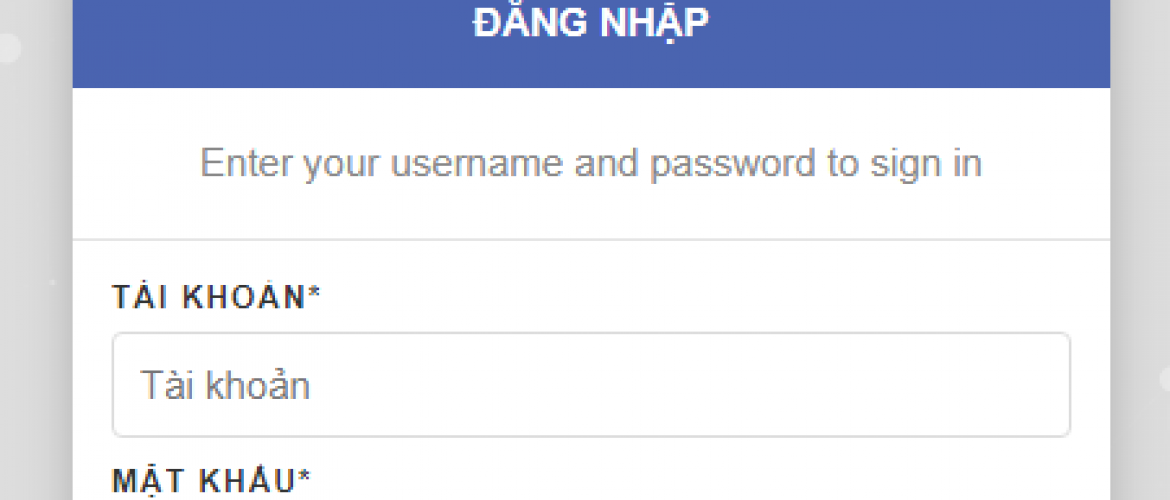 ĐĂNG NHẬP
Enter your username and password to sign in
TÀI KHOẢN*
Tài khoản
MẬT KHẨU*